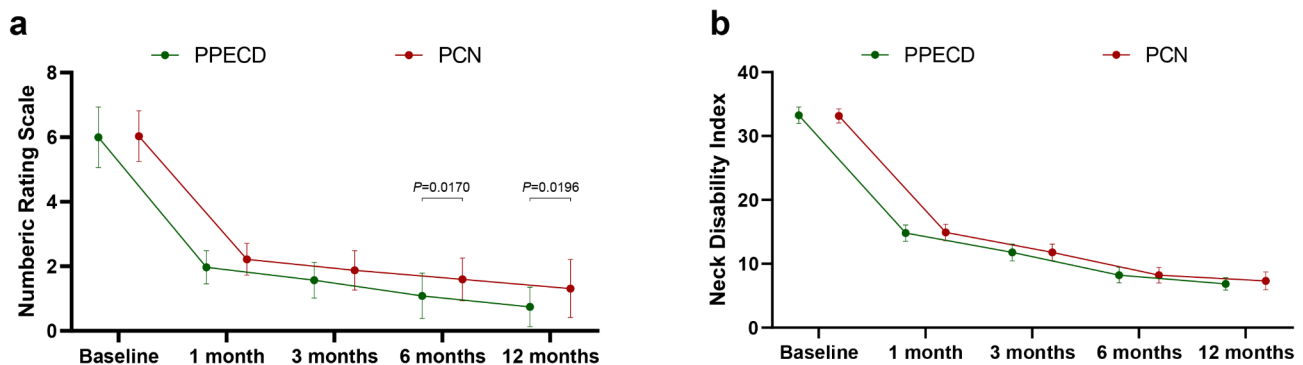 a
PPECD
PCN
Numberic Rating Scale
8
6
4
2
0
P=0.0170
P=0.0196
Baseline
1 month
3 months
6 months
12 months
b
PPECD
PCN
Neck Disability Index
40
30
20
10
0
Baseline
1 month
3 months
6 months
12 months